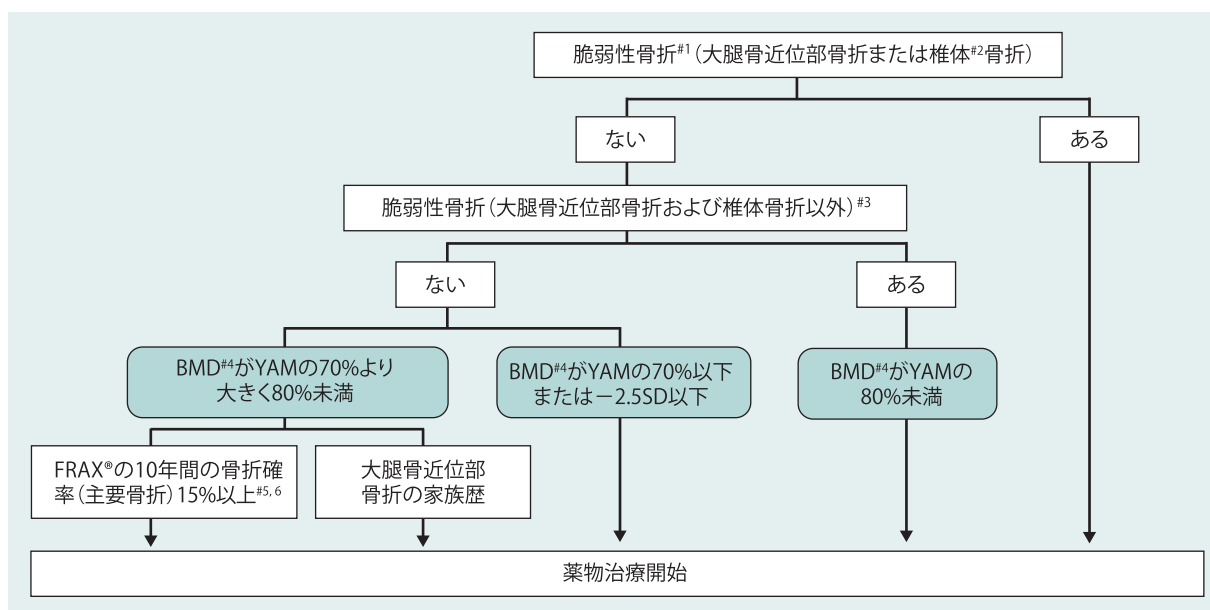 脆弱性骨折#1（大腿骨近位部骨折または椎体#2骨折）
ない
ある
脆弱性骨折（大腿骨近位部骨折および椎体骨折以外）#3
ない
ある
BMD#4がYAMの70%より
大きく80%未満
BMD#4がYAMの70%以下
または－2.5SD以下
BMD#4がYAMの
80%未満
FRAX®の10年間の骨折確
率（主要骨折）15%以上#5, 6
大腿骨近位部
骨折の家族歴
薬物治療開始